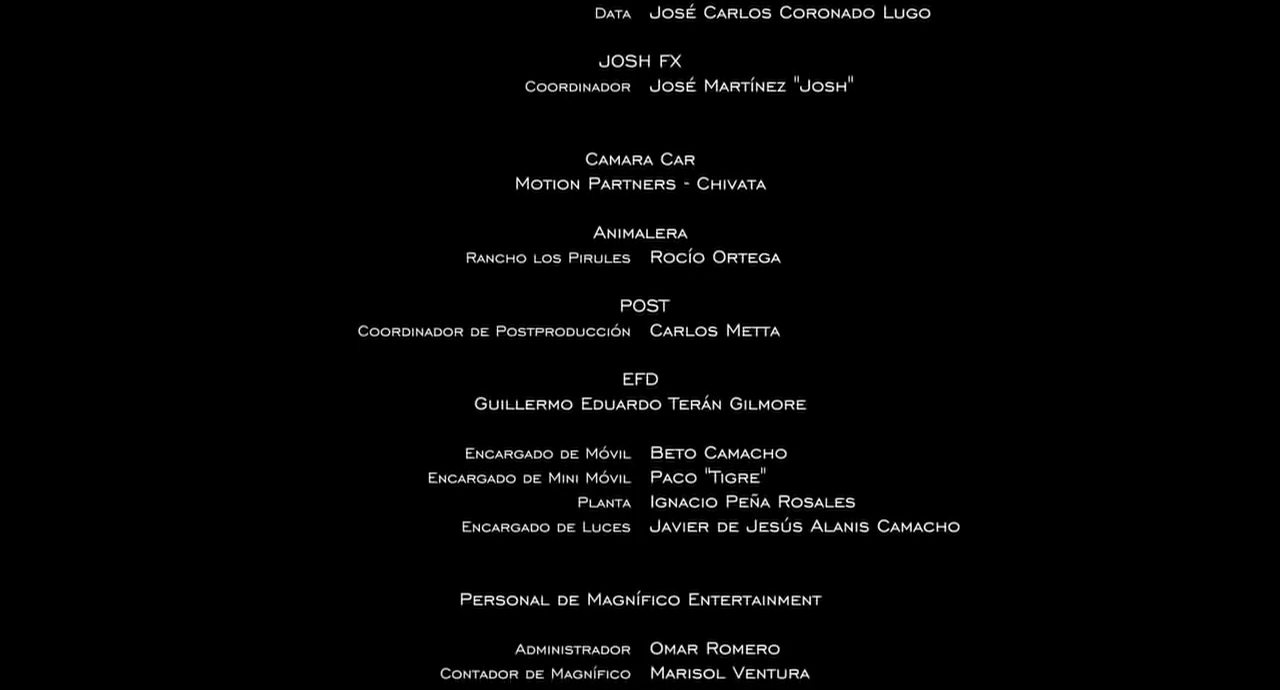 Data José Carlos Coronado Lugo
JOSH FX
Coordinador José Martínez "Josh"
Camara Car
Motion Partners - Chivata
Animalera
Rancho los Pirules Rocío Ortega
POST
Coordinador de Postproducción Carlos Metta
EFD
Guillermo Eduardo Terán Gilmore
Encargado de Móvil Beto Camacho
Encargado de Mini Móvil Paco "Tigre"
Planta Ignacio Peña Rosales
Encargado de Luces Javier de Jesús Alanis Camacho
Personal de Magnífico Entertainment
Administrador Omar Romero
Contador de Magnífico Marisol Ventura